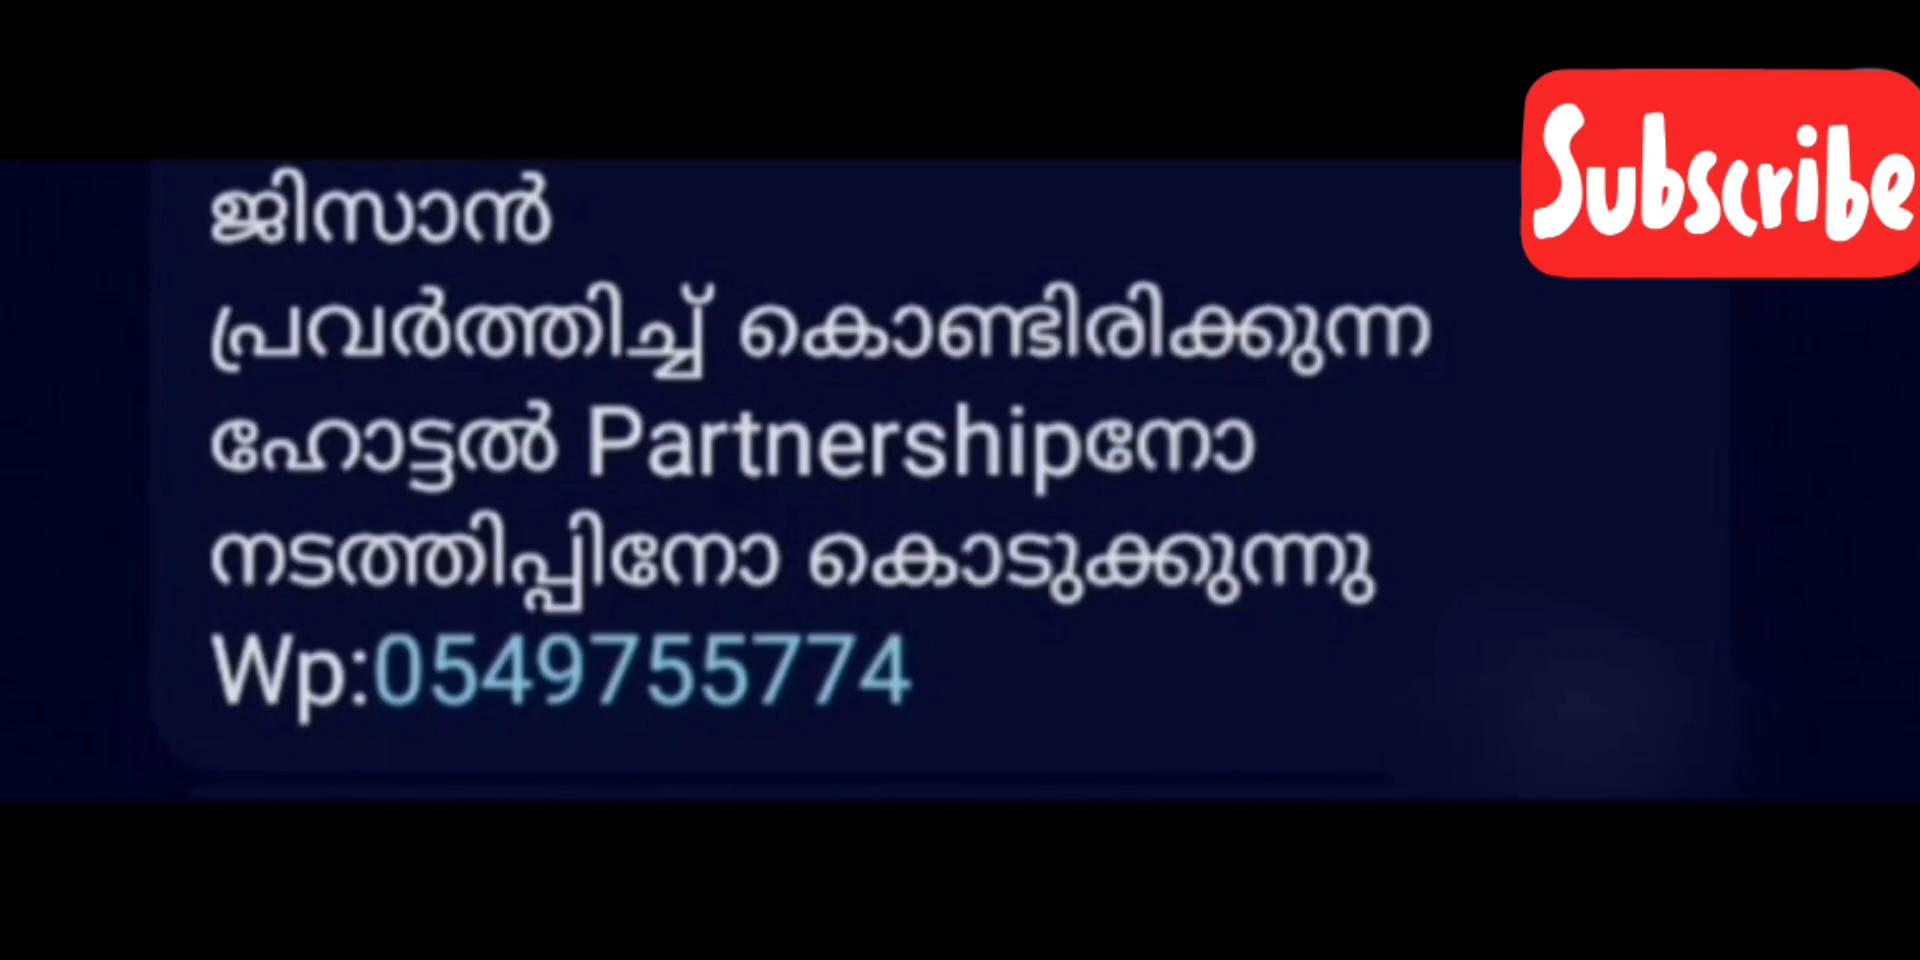 Subscribe
ജിസാൻ
പ്രവർത്തിച്ച് കൊണ്ടിരിക്കുന്ന
ഹോട്ടൽ Partnershipനോ
നടത്തിപ്പിനോ കൊടുക്കുന്നു
Wp:0549755774